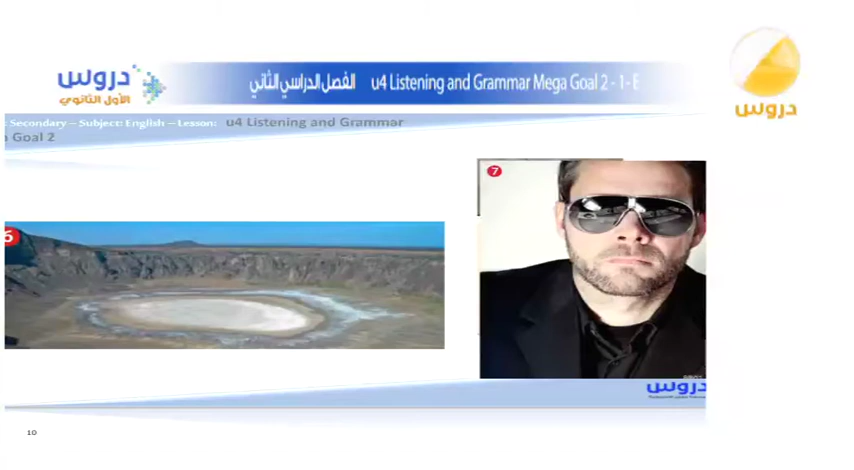 دروس
الأول الثانوي
الفصل الدراسي الثاني u4 Listening and Grammar Mega Goal 2 - 1- E
دروس
Secondary – Subject: English – Lesson: u4 Listening and Grammar
Goal 2
7
6
دروس
10